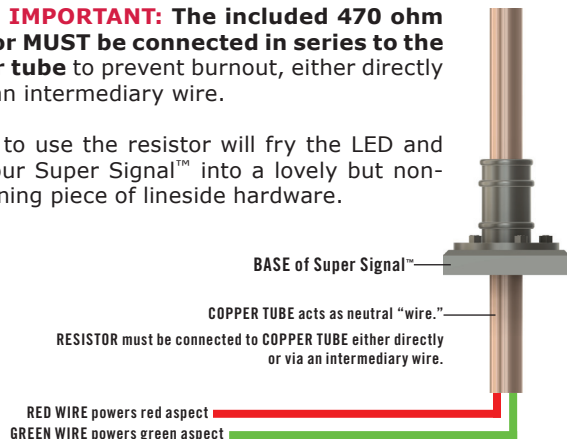 IMPORTANT: The included 470 ohm
or MUST be connected in series to the
r tube to prevent burnout, either directly
an intermediary wire.
to use the resistor will fry the LED and
our Super Signal™ into a lovely but non-
ning piece of lineside hardware.
BASE of Super Signal™
COPPER TUBE acts as neutral “wire.”
RESISTOR must be connected to COPPER TUBE either directly
or via an intermediary wire.
RED WIRE powers red aspect
GREEN WIRE powers green aspect